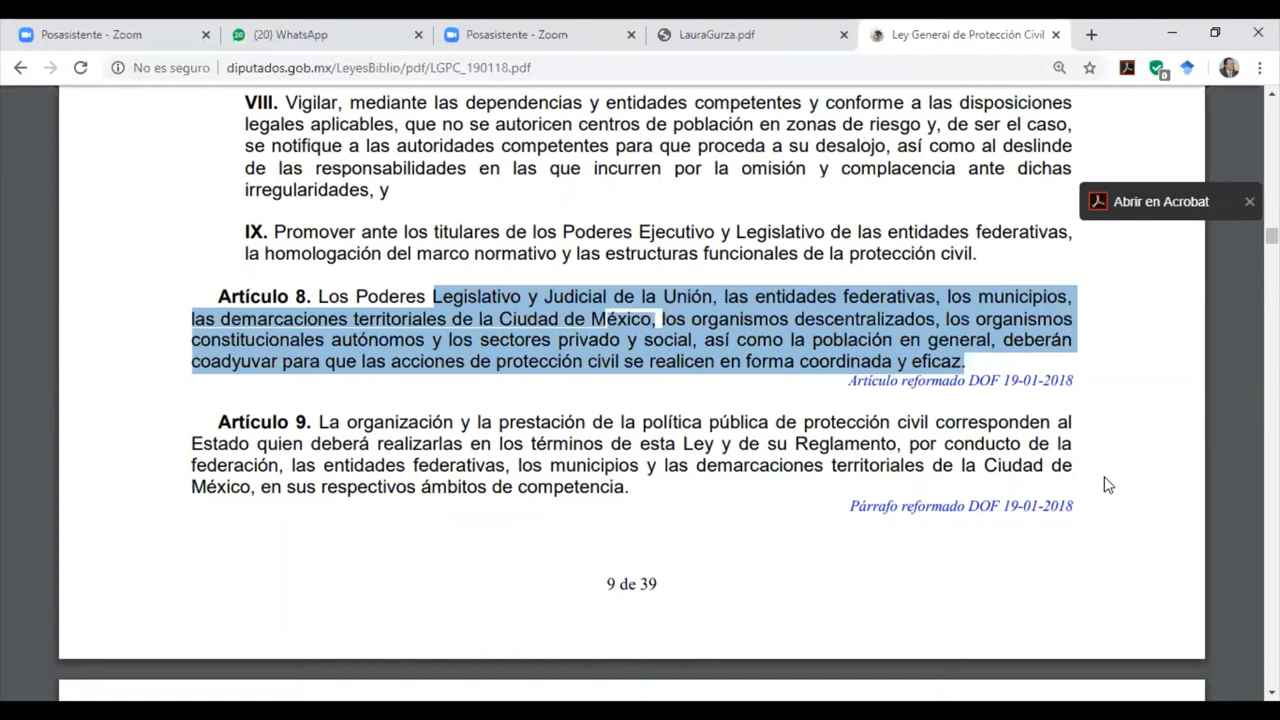 Posasistente - Zoom
(20) WhatsApp
Posasistente - Zoom
LauraGurza.pdf
Ley General de Protección Civil
No es seguro
diputados.gob.mx/LeyesBiblio/pdf/LGPC_190118.pdf
VIII. Vigilar, mediante las dependencias y entidades competentes y conforme a las disposiciones
legales aplicables, que no se autoricen centros de población en zonas de riesgo y, de ser el caso,
se notifique a las autoridades competentes para que proceda a su desalojo, así como al deslinde
de las responsabilidades en las que incurren por la omisión y complacencia ante dichas
irregularidades, y
Abrir en Acrobat
IX. Promover ante los titulares de los Poderes Ejecutivo y Legislativo de las entidades federativas,
la homologación del marco normativo y las estructuras funcionales de la protección civil.
Artículo 8. Los Poderes Legislativo y Judicial de la Unión, las entidades federativas, los municipios,
las demarcaciones territoriales de la Ciudad de México, los organismos descentralizados, los organismos
constitucionales autónomos y los sectores privado y social, así como la población en general, deberán
coadyuvar para que las acciones de protección civil se realicen en forma coordinada y eficaz.
Artículo reformado DOF 19-01-2018
Artículo 9. La organización y la prestación de la política pública de protección civil corresponden al
Estado quien deberá realizarlas en los términos de esta Ley y de su Reglamento, por conducto de la
federación, las entidades federativas, los municipios y las demarcaciones territoriales de la Ciudad de
México, en sus respectivos ámbitos de competencia.
Párrafo reformado DOF 19-01-2018
9 de 39